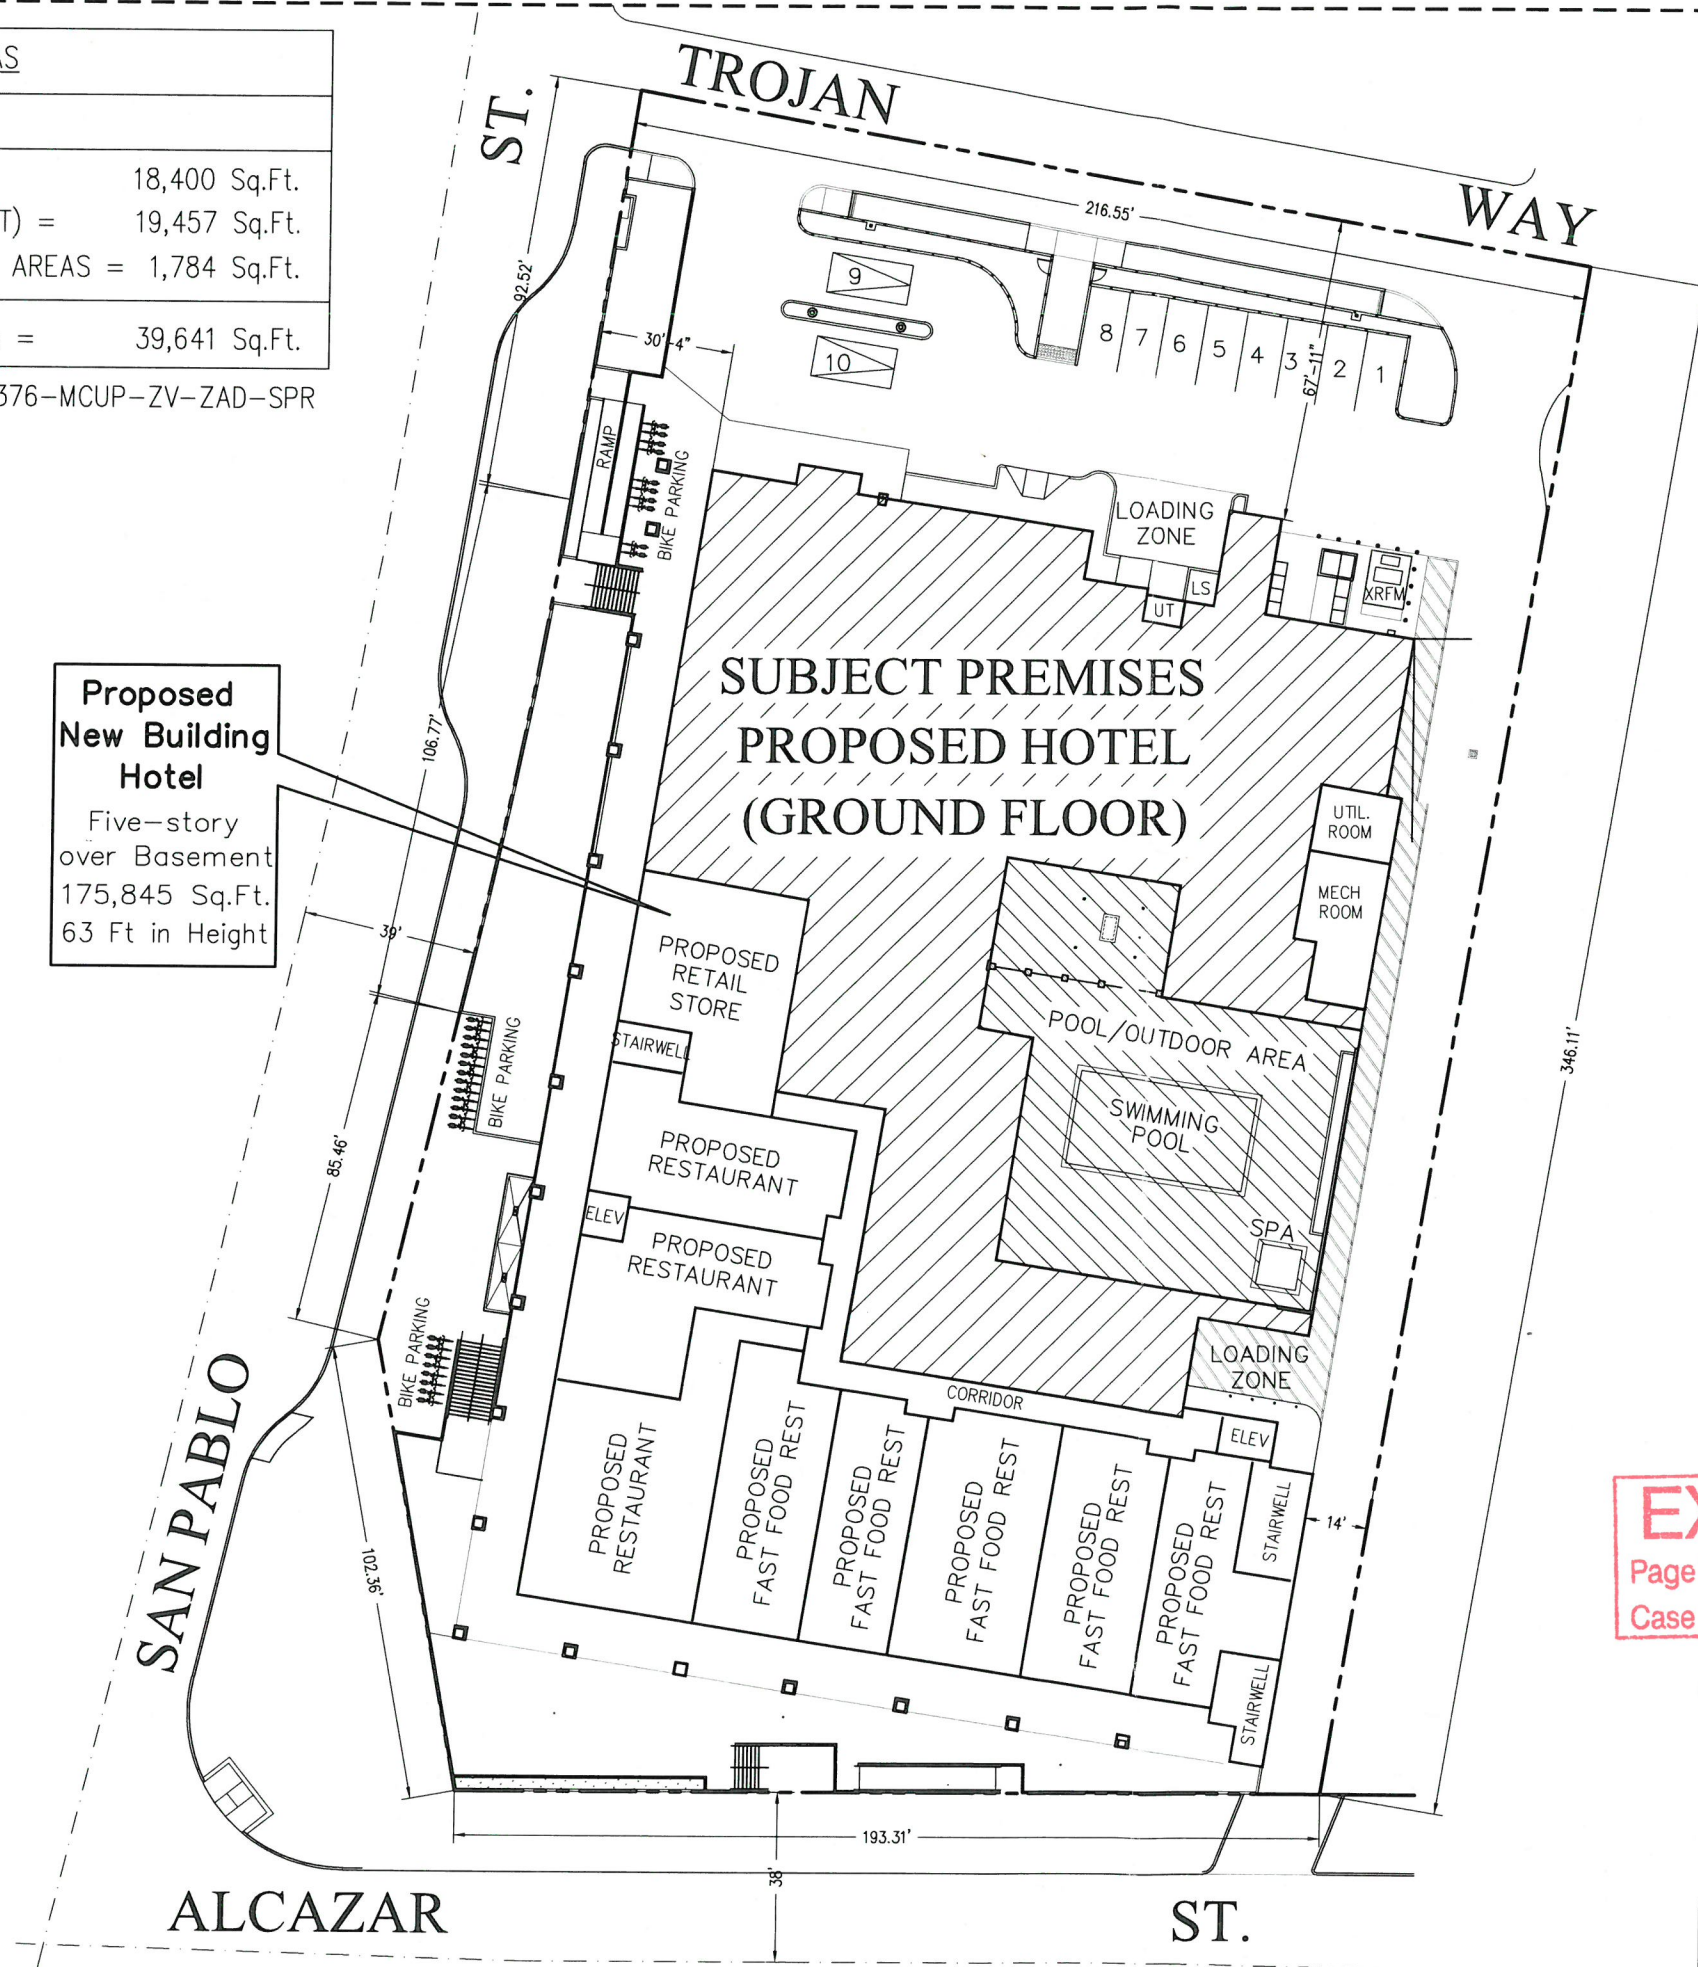 AS
18,400 Sq.Ft.
T) = 19,457 Sq.Ft.
AREAS = 1,784 Sq.Ft.
= 39,641 Sq.Ft.
376-MCUP-ZV-ZAD-SPR
TROJAN
WAY
ST.
216.55'
92.52'
9
10
8
7
6
5
4
3
2
1
30'-4"
67'-11"
RAMP
BIKE PARKING
LOADING
ZONE
LS
UT
XRFM
SUBJECT PREMISES
PROPOSED HOTEL
(GROUND FLOOR)
Proposed
New Building
Hotel
Five-story
over Basement
175,845 Sq.Ft.
63 Ft in Height
106.77'
39'
UTIL.
ROOM
MECH
ROOM
PROPOSED
RETAIL
STORE
STAIRWELL
POOL/OUTDOOR AREA
SWIMMING
POOL
SPA
346.11'
BIKE PARKING
85.46'
PROPOSED
RESTAURANT
ELEV
PROPOSED
RESTAURANT
BIKE PARKING
LOADING
ZONE
CORRIDOR
ELEV
STAIRWELL
14'
PROPOSED
RESTAURANT
PROPOSED
FAST FOOD REST
PROPOSED
FAST FOOD REST
PROPOSED
FAST FOOD REST
PROPOSED
FAST FOOD REST
PROPOSED
FAST FOOD REST
STAIRWELL
SAN PABLO
102.36'
EX
Page
Case
193.31'
38'
ALCAZAR
ST.